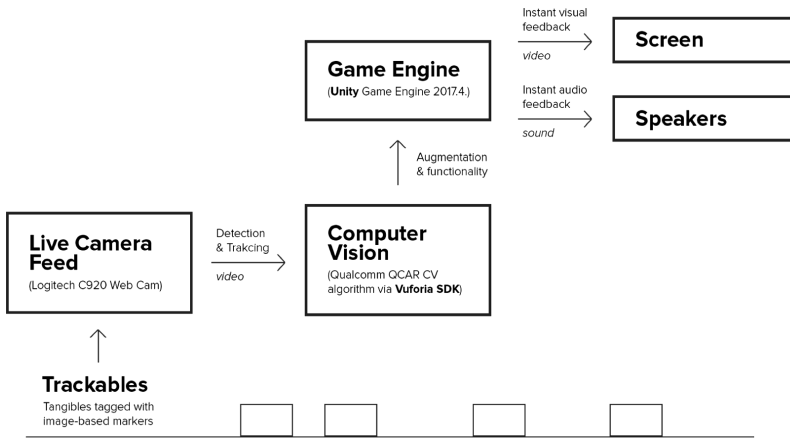 Instant visual
feedback
video
Screen
Game Engine
(Unity Game Engine 2017.4.)
Instant audio
feedback
sound
Speakers
Augmentation
& functionality
Live Camera
Feed
(Logitech C920 Web Cam)
Detection
& Trakcing
video
Computer
Vision
(Qualcomm QCAR CV
algorithm via Vuforia SDK)
Trackables
Tangibles tagged with
image-based markers